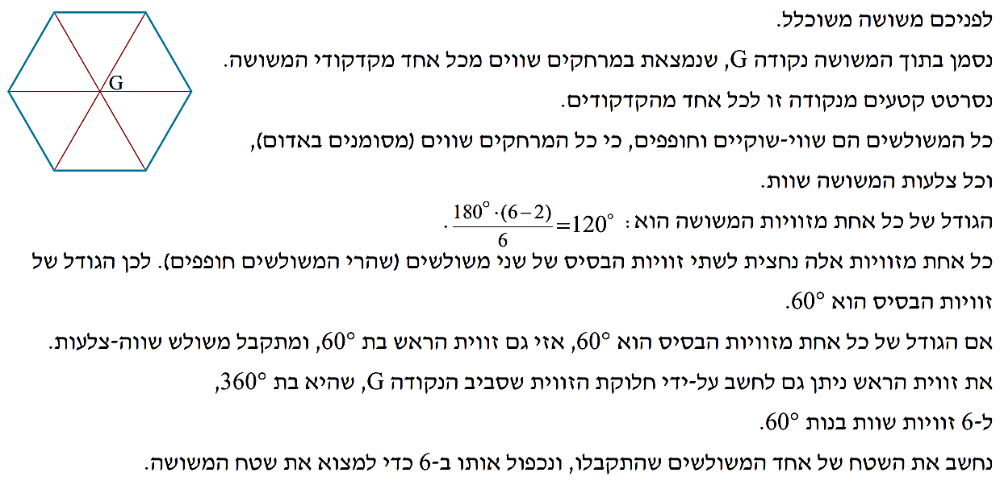 לפניכם משושה משוכלל.
נסמן בתוך המשושה נקודה G, שנמצאת במרחקים שווים מכל אחד מקדקודי המשושה.
G
נסרטט קטעים מנקודה זו לכל אחד מהקדקודים.
כל המשולשים הם שווי-שוקיים וחופפים, כי כל המרחקים שווים (מסומנים באדום),
וכל צלעות המשושה שוות.
הגודל של כל אחת מזוויות המשושה הוא: $\frac{180^\circ \cdot (6-2)}{6} = 120^\circ$.
כל אחת מזוויות אלה נחצית לשתי זוויות הבסיס של שני משולשים (שהרי המשולשים חופפים). לכן הגודל של
זוויות הבסיס הוא 60°.
אם הגודל של כל אחת מזוויות הבסיס הוא 60°, אזי גם זווית הראש בת 60°, ומתקבל משולש שווה-צלעות.
את זווית הראש ניתן גם לחשב על-ידי חלוקת הזווית שסביב הנקודה G, שהיא בת 360°,
ל-6 זוויות שוות בנות 60°.
נחשב את השטח של אחד המשולשים שהתקבלו, ונכפול אותו ב-6 כדי למצוא את שטח המשושה.